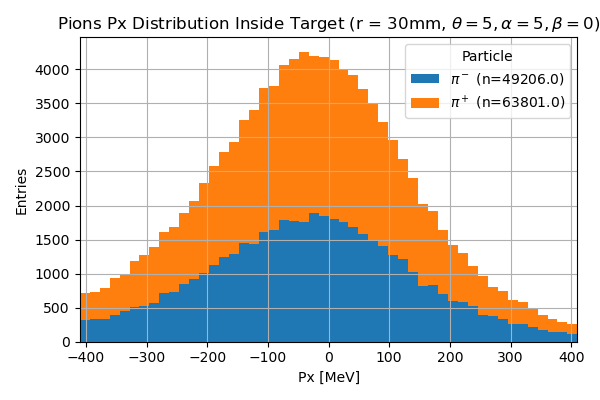 Pions Px Distribution Inside Target (r = 30mm, θ = 5, α = 5, β = 0)
Particle
π⁻ (n=49206.0)
π⁺ (n=63801.0)
Entries
4000
3500
3000
2500
2000
1500
1000
500
0
−400 −300 −200 −100 0 100 200 300 400
Px [MeV]